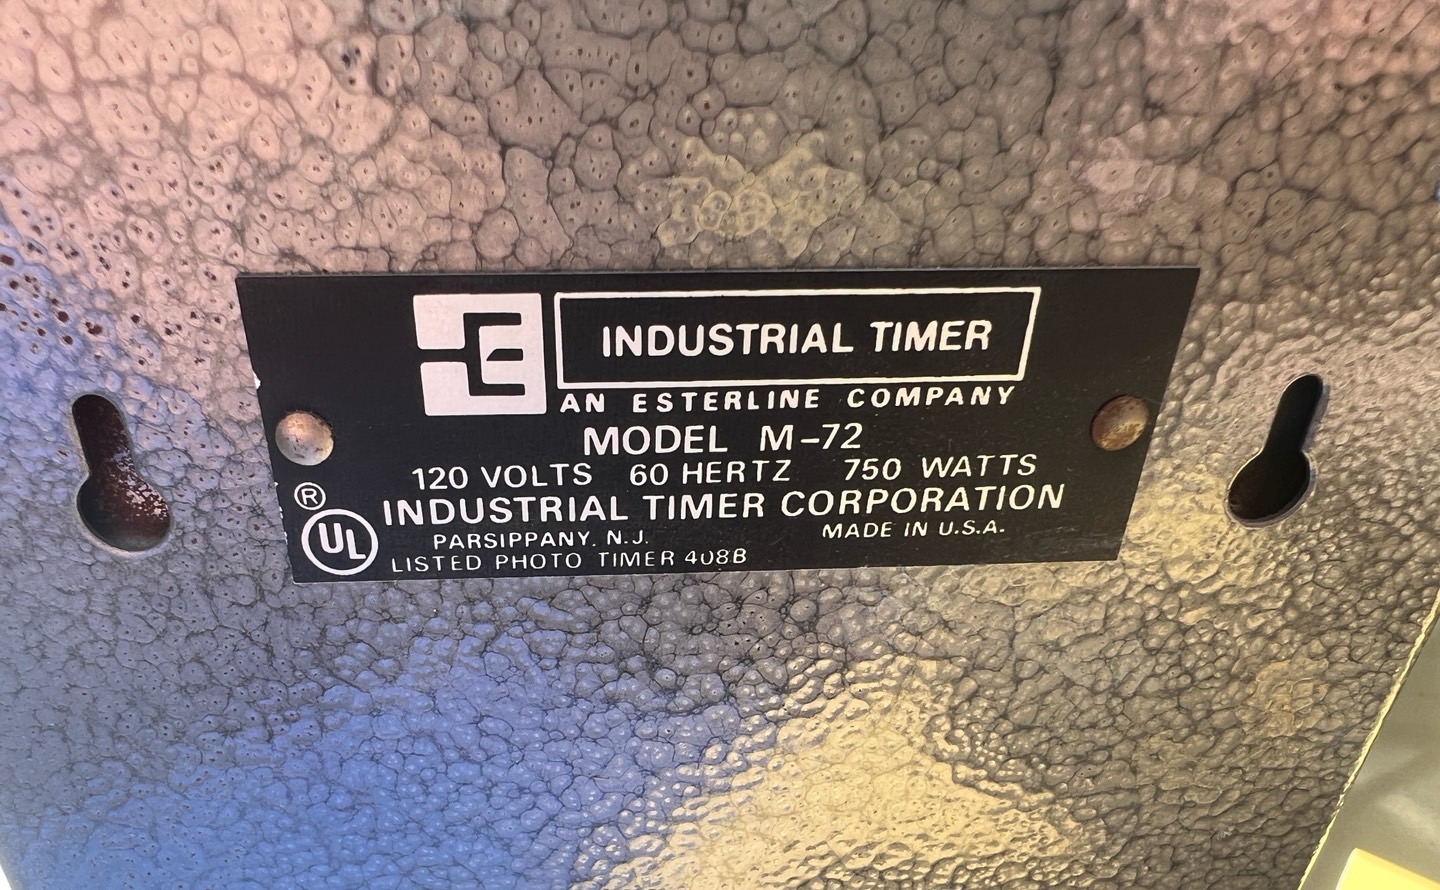 INDUSTRIAL TIMER
AN ESTERLINE COMPANY
MODEL M-72
120 VOLTS 60 HERTZ 750 WATTS
® INDUSTRIAL TIMER CORPORATION
UL PARSIPPANY, N.J. MADE IN U.S.A.
LISTED PHOTO TIMER 408B